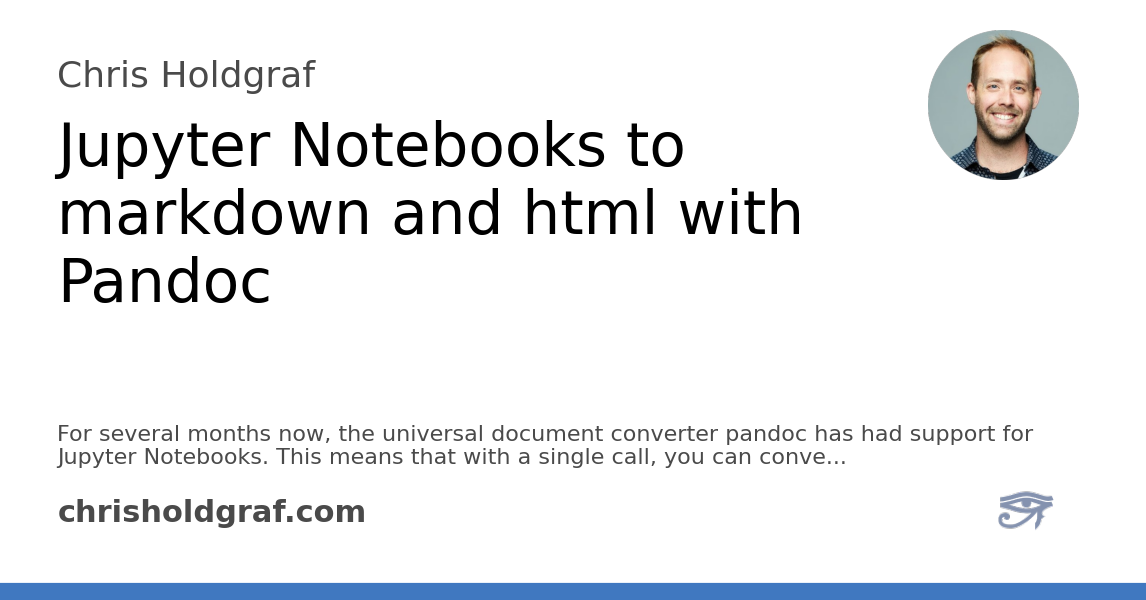 Chris Holdgraf
Jupyter Notebooks to
markdown and html with
Pandoc
For several months now, the universal document converter pandoc has had support for
Jupyter Notebooks. This means that with a single call, you can conve...
chrisholdgraf.com